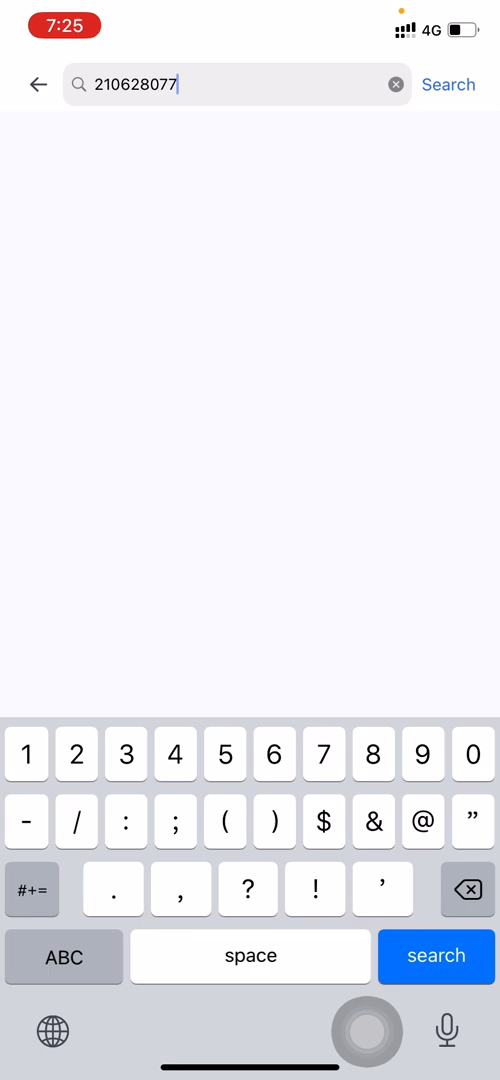 7:25
4G
210628077
Search
1 2 3 4 5 6 7 8 9 0
- / : ; ( ) $ & @ ”
#+= . , ? ! ’
ABC space search